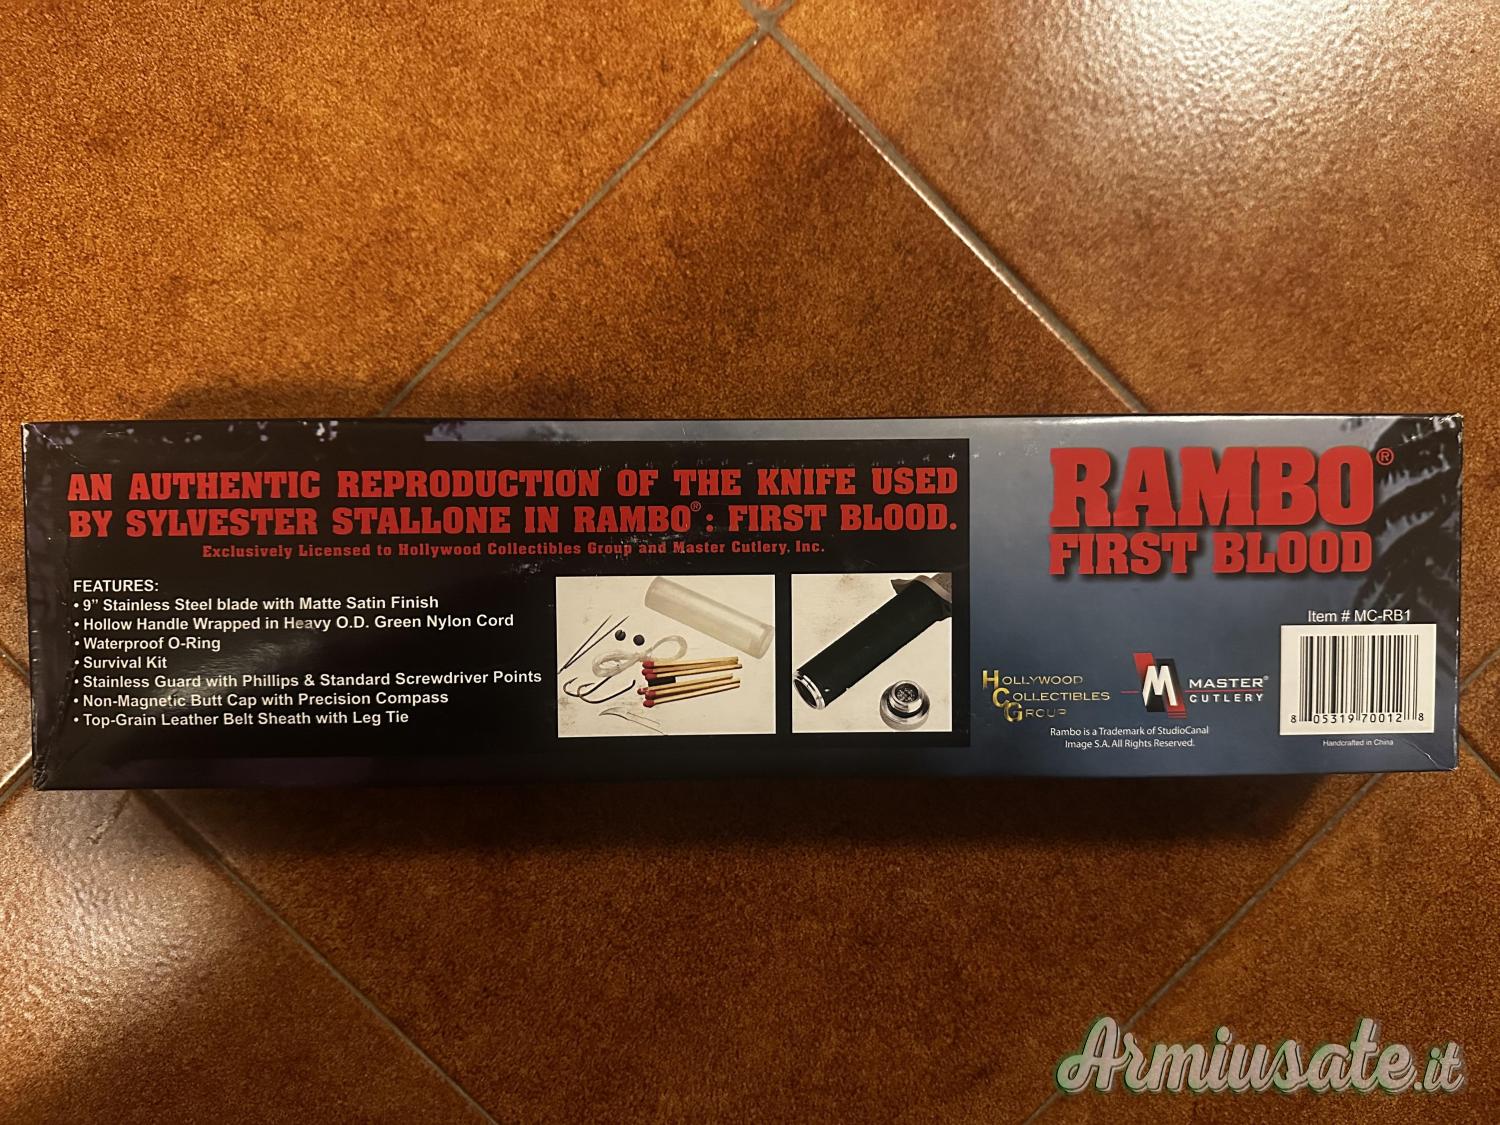 AN AUTHENTIC REPRODUCTION OF THE KNIFE USED
BY SYLVESTER STALLONE IN RAMBO®: FIRST BLOOD.
Exclusively Licensed to Hollywood Collectibles Group and Master Cutlery, Inc.
FEATURES:
• 9” Stainless Steel blade with Matte Satin Finish
• Hollow Handle Wrapped in Heavy O.D. Green Nylon Cord
• Waterproof O-Ring
• Survival Kit
• Stainless Guard with Phillips & Standard Screwdriver Points
• Non-Magnetic Butt Cap with Precision Compass
• Top-Grain Leather Belt Sheath with Leg Tie
RAMBO®
FIRST BLOOD
Item # MC-RB1
HOLLYWOOD
COLLECTIBLES
GROUP
M
MASTER®
CUTLERY
Rambo is a Trademark of StudioCanal
Image S.A. All Rights Reserved.
8 05319 70012 8
Handcrafted in China
Armiusate.it